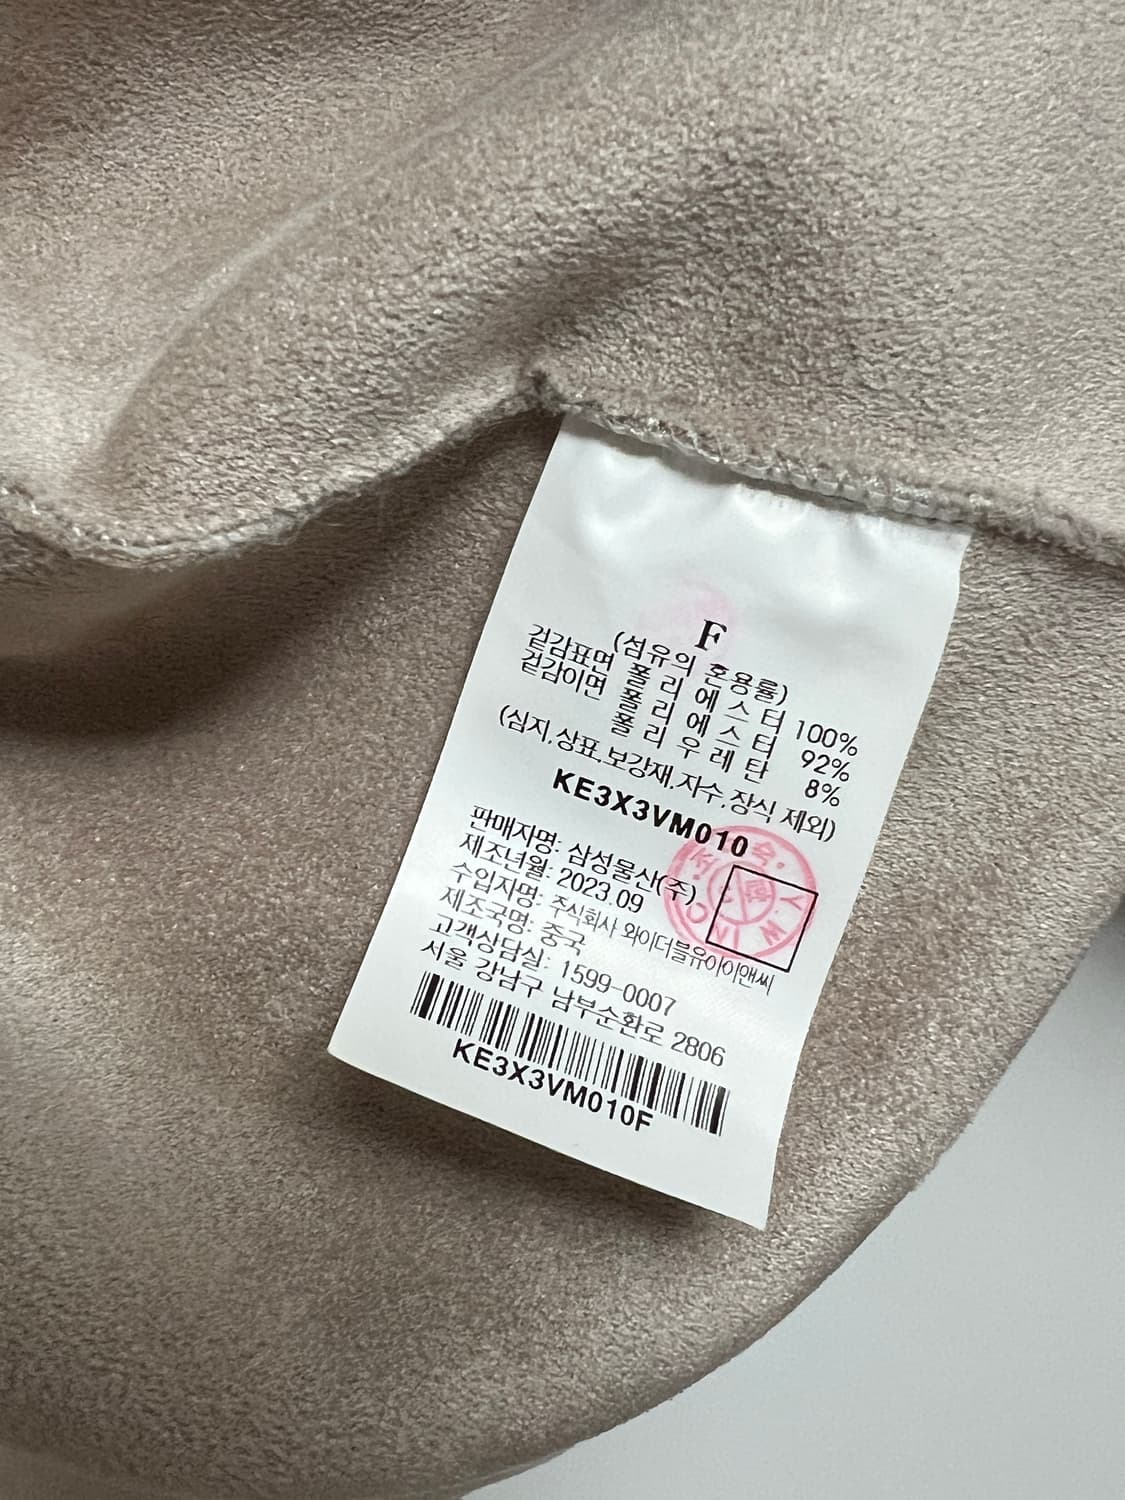 F
(섬유의 혼용률)
겉감표면 폴리에스터 100%
겉감이면 폴리에스터 92%
폴리우레탄 8%
(심지,상표,보강재,자수,장식 제외)
KE3X3VM010
판매자명: 삼성물산(주)
제조년월: 2023.09
수입자명: 주식회사 와이더블유아이앤씨
제조국명: 중국
고객상담실: 1599-0007
서울 강남구 남부순환로 2806
KE3X3VM010F